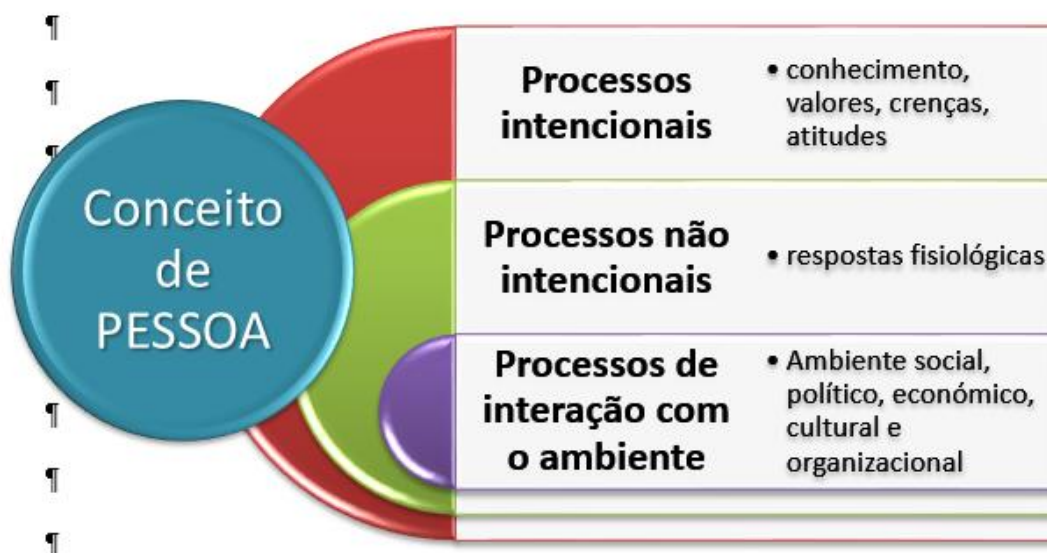 ¶
¶
¶
¶
¶
¶
Conceito
de
PESSOA
Processos
intencionais
• conhecimento,
valores, crenças,
atitudes
Processos não
intencionais
• respostas fisiológicas
Processos de
interação com
o ambiente
• Ambiente social,
político, económico,
cultural e
organizacional